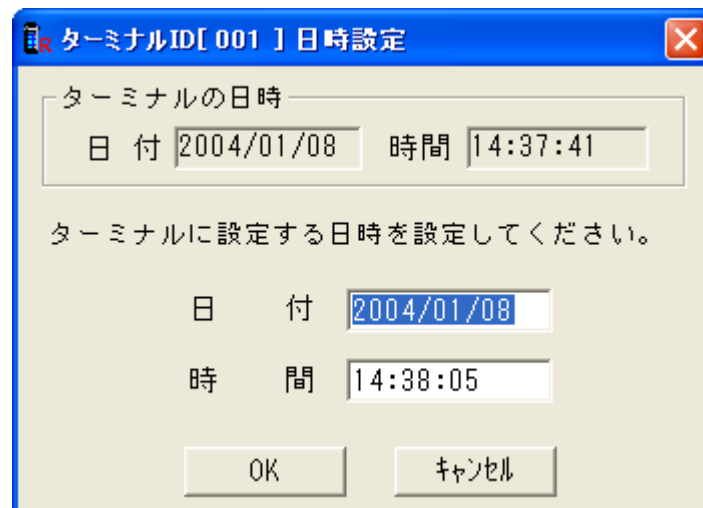 R ターミナルID[ 001 ] 日時設定
ターミナルの日時
日 付 2004/01/08 時間 14:37:41
ターミナルに設定する日時を設定してください。
日 付 2004/01/08
時 間 14:38:05
OK ｷｬﾝｾﾙ